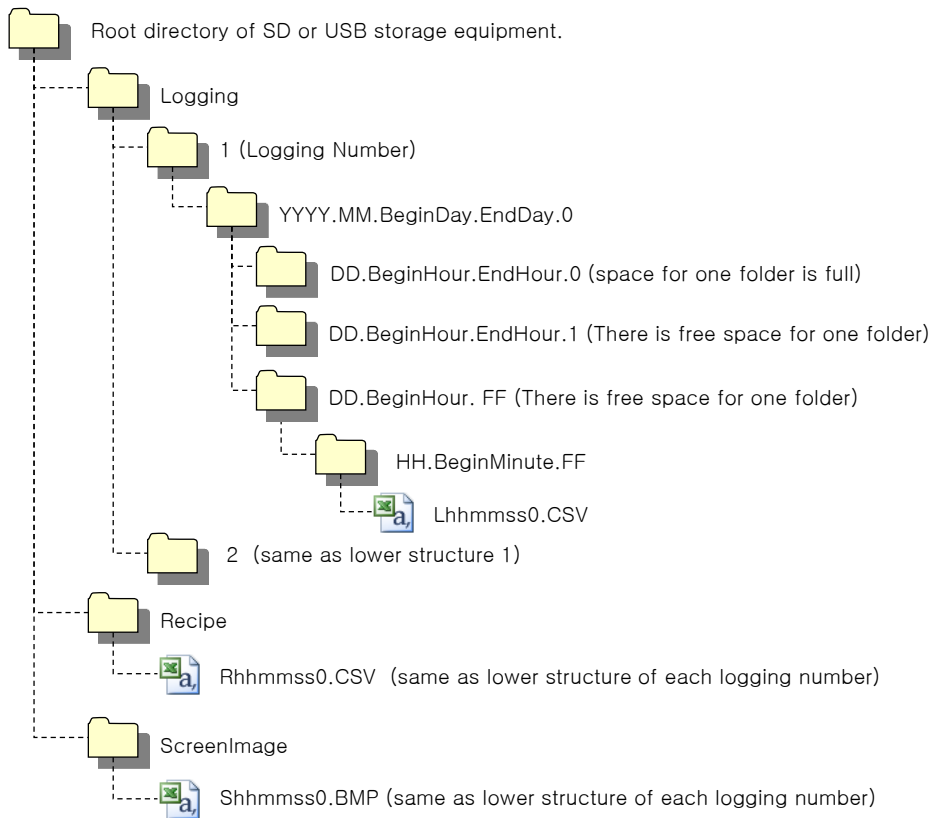 Root directory of SD or USB storage equipment.
Logging
1 (Logging Number)
YYYY.MM.BeginDay.EndDay.0
DD.BeginHour.EndHour.0 (space for one folder is full)
DD.BeginHour.EndHour.1 (There is free space for one folder)
DD.BeginHour. FF (There is free space for one folder)
HH.BeginMinute.FF
Lhhmmss0.CSV
2 (same as lower structure 1)
Recipe
Rhhmmss0.CSV (same as lower structure of each logging number)
ScreenImage
Shhmmss0.BMP (same as lower structure of each logging number)